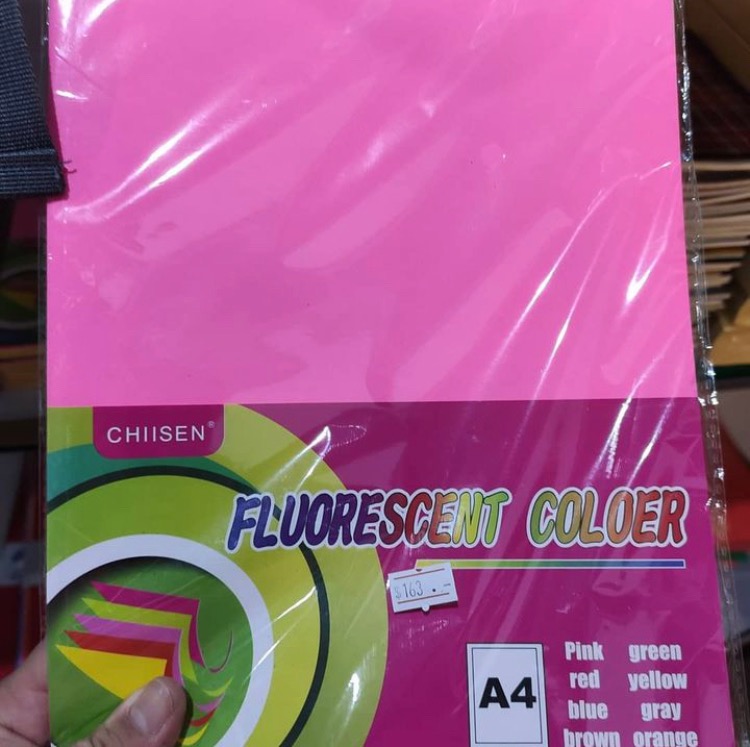 CHIISEN®
FLUORESCENT COLOER
$163.-
A4
Pink green
red yellow
blue gray
brown orange